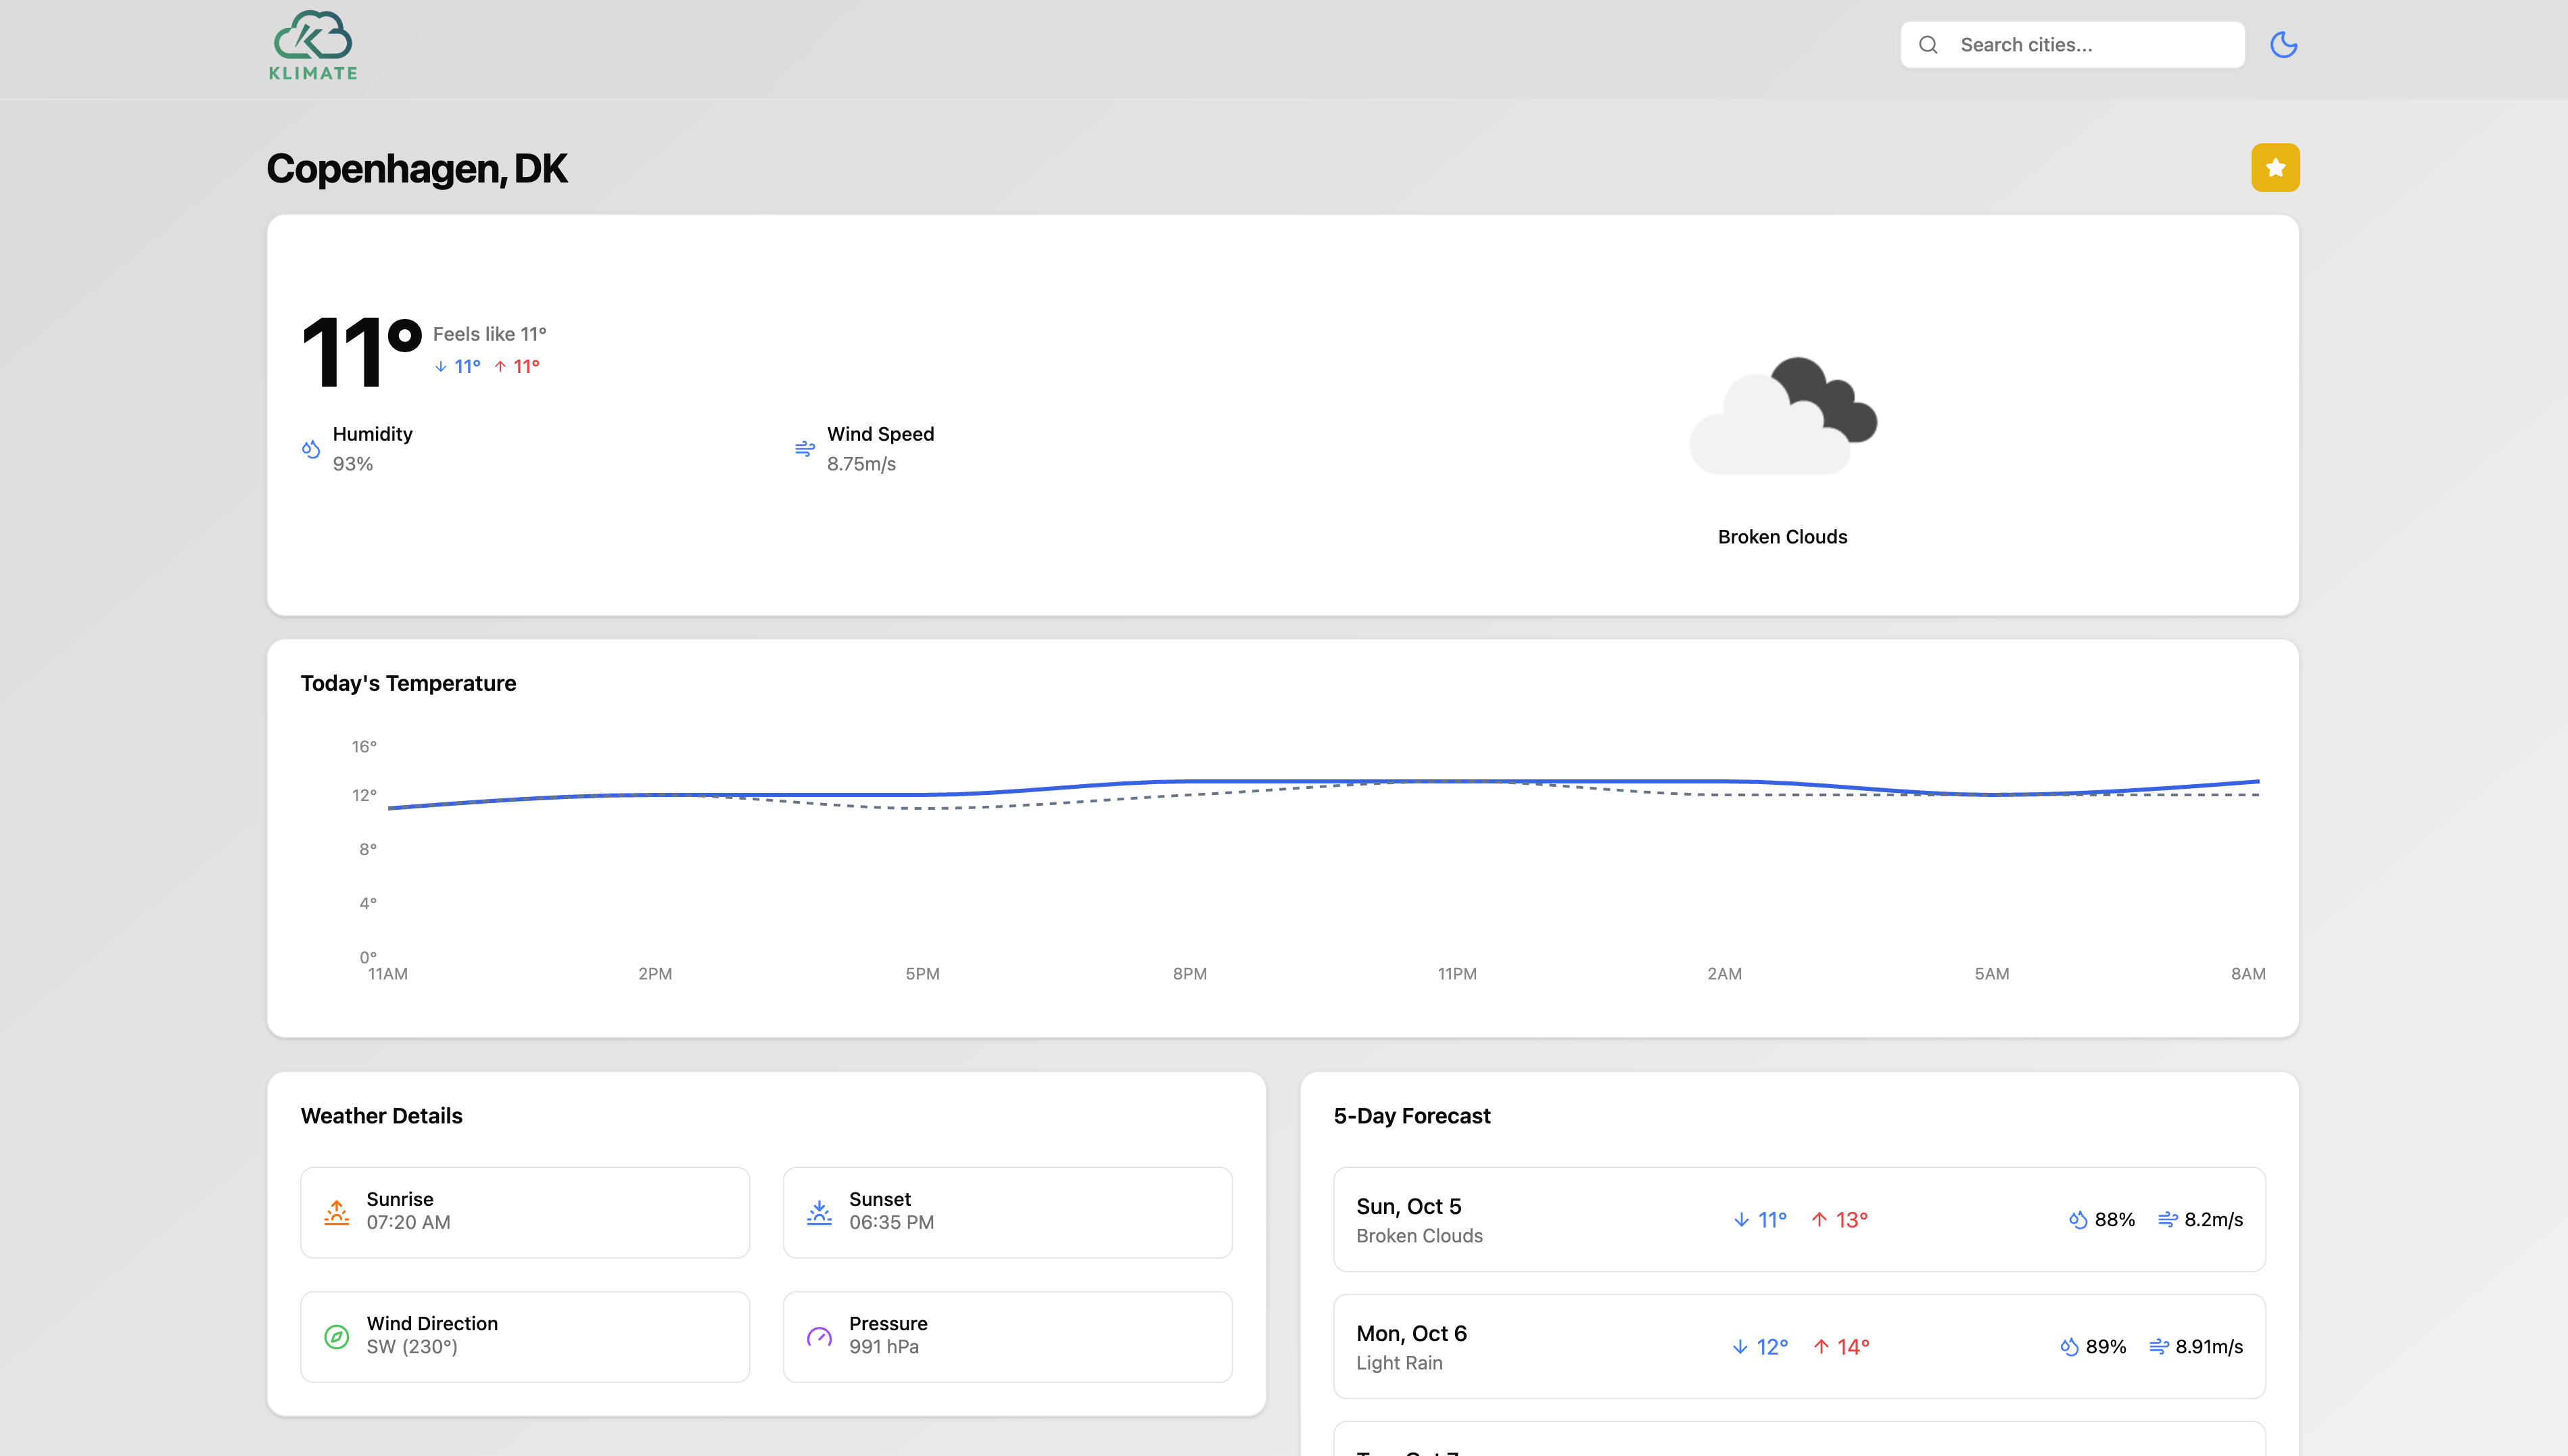 KLIMATE
Search cities...
Copenhagen, DK
11°
Feels like 11°
11° 11°
Humidity
93%
Wind Speed
8.75m/s
Broken Clouds
Today's Temperature
16°
12°
8°
4°
0°
11AM 2PM 5PM 8PM 11PM 2AM 5AM 8AM
Weather Details
Sunrise
07:20 AM
Sunset
06:35 PM
Wind Direction
SW (230°)
Pressure
991 hPa
5-Day Forecast
Sun, Oct 5
Broken Clouds
11° 13°
88% 8.2m/s
Mon, Oct 6
Light Rain
12° 14°
89% 8.91m/s